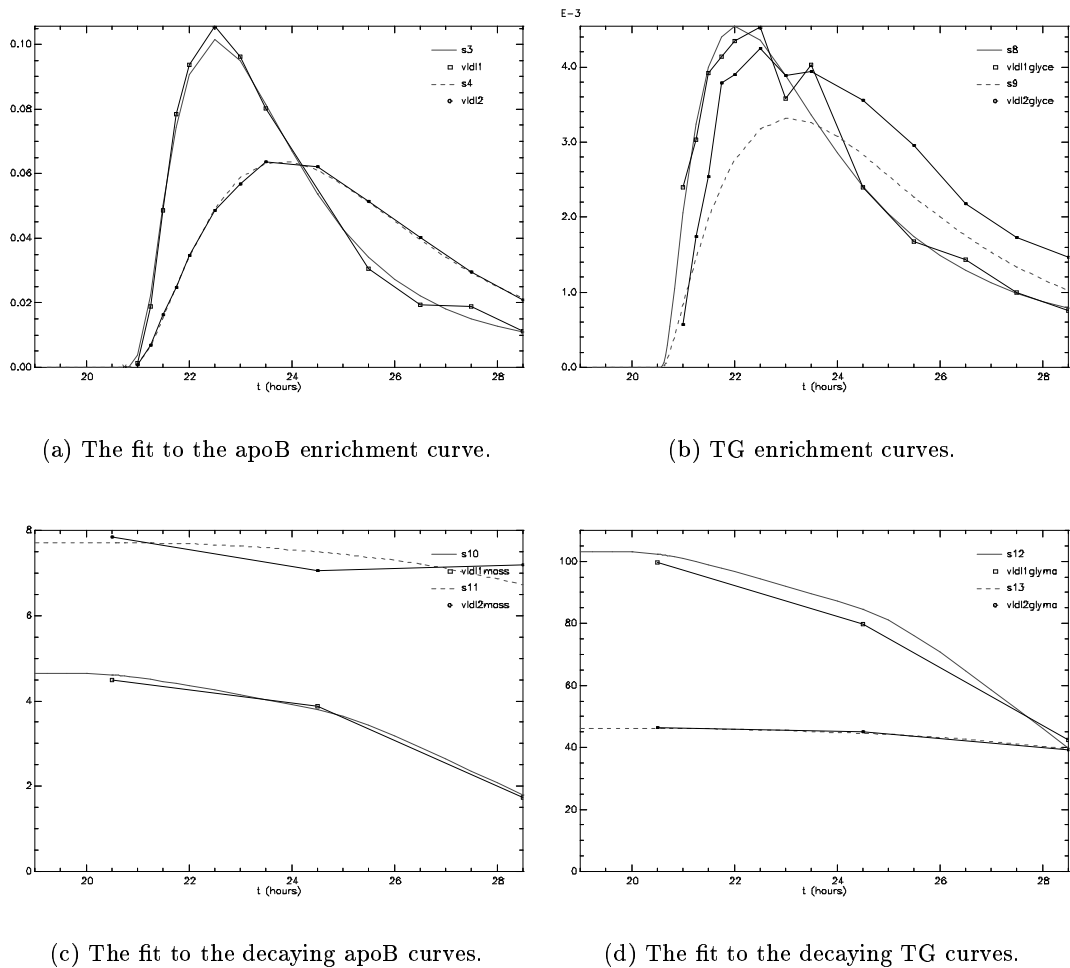 E−3
0.10
0.08
0.06
0.04
0.02
0.00
20
22
24
26
28
t (hours)
s3
vldl1
s4
vldl2
4.0
3.0
2.0
1.0
0.0
20
22
24
26
28
t (hours)
s8
vldl1glyce
s9
vldl2glyce
(a) The fit to the apoB enrichment curve.
(b) TG enrichment curves.
8
6
4
2
0
20
22
24
26
28
t (hours)
s10
vldl1mass
s11
vldl2mass
100
80
60
40
20
0
20
22
24
26
28
t (hours)
s12
vldl1glyma
s13
vldl2glyma
(c) The fit to the decaying apoB curves.
(d) The fit to the decaying TG curves.